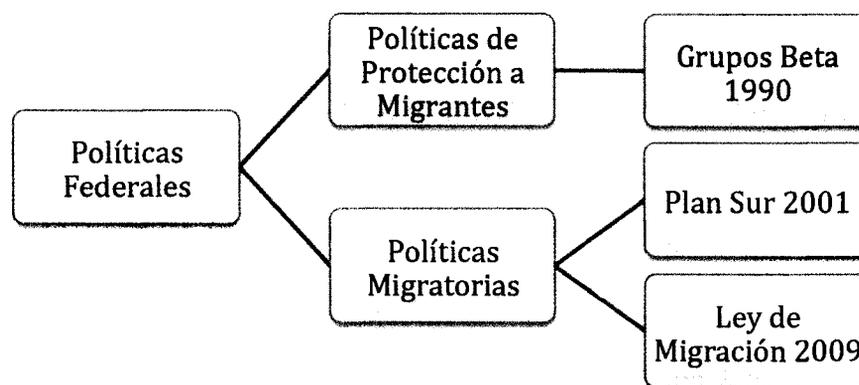 Políticas
Federales
Políticas de
Protección a
Migrantes
Grupos Beta
1990
Políticas
Migratorias
Plan Sur 2001
Ley de
Migración 2009